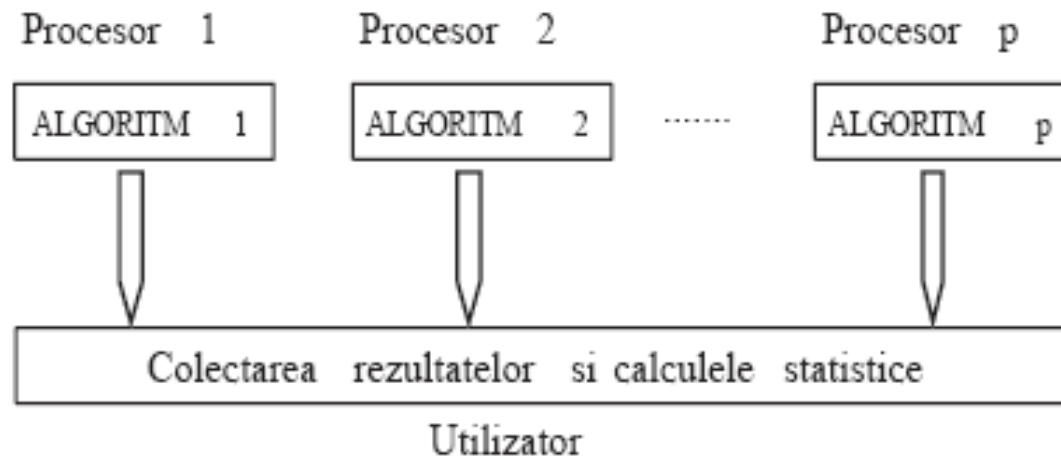 Procesor 1 Procesor 2 Procesor p
ALGORITM 1 ALGORITM 2 ....... ALGORITM p
Colectarea rezultatelor si calculele statistice
Utilizator